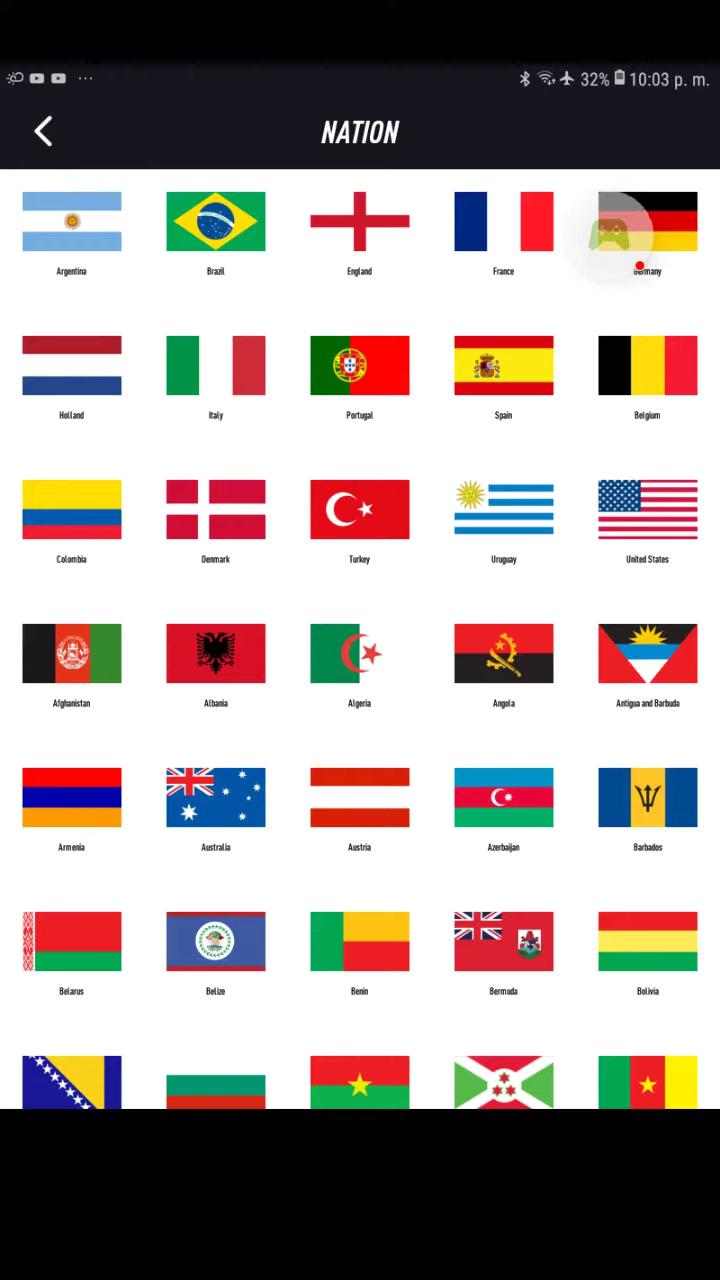 32% 10:03 p. m.
NATION
Argentina Brazil England France Germany
Holland Italy Portugal Spain Belgium
Colombia Denmark Turkey Uruguay United States
Afghanistan Albania Algeria Angola Antigua and Barbuda
Armenia Australia Austria Azerbaijan Barbados
Belarus Belize Benin Bermuda Bolivia